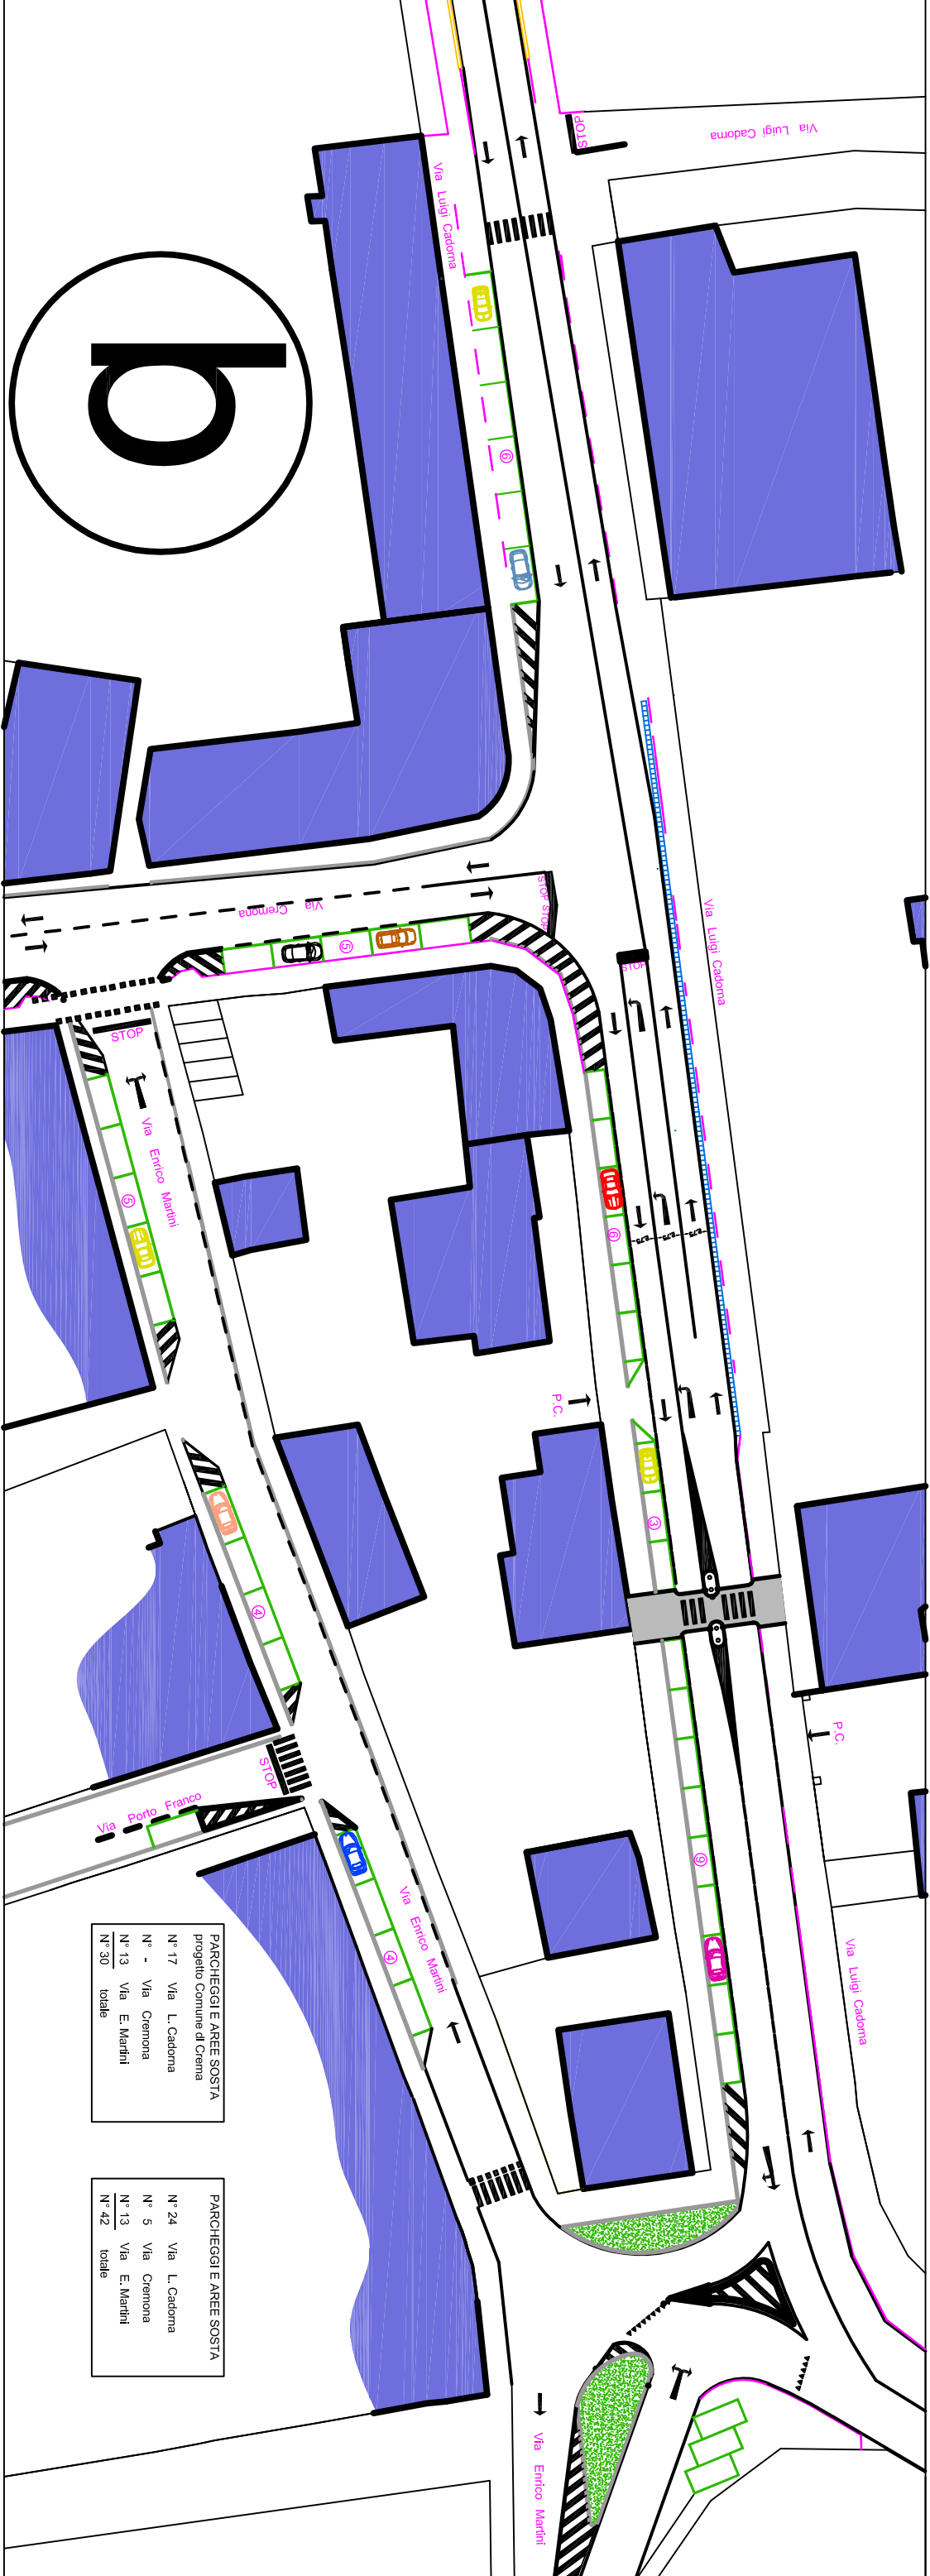 Via Luigi Cadorna
STOP
Via Luigi Cadorna
Via Luigi Cadorna
P.C.
Via Luigi Cadorna
6
STOP
STOP STOP
Via Cremona
5
6
P.C.
3
9
STOP
Via Enrico Martini
5
4
STOP
Via Porto Franco
Via Enrico Martini
4
Via Enrico Martini
b
PARCHEGGI E AREE SOSTA
progetto Comune di Crema
N° 17 Via L. Cadorna
N° - Via Cremona
N° 13 Via E. Martini
N° 30 totale
PARCHEGGI E AREE SOSTA
N° 24 Via L. Cadorna
N° 5 Via Cremona
N° 13 Via E. Martini
N° 42 totale